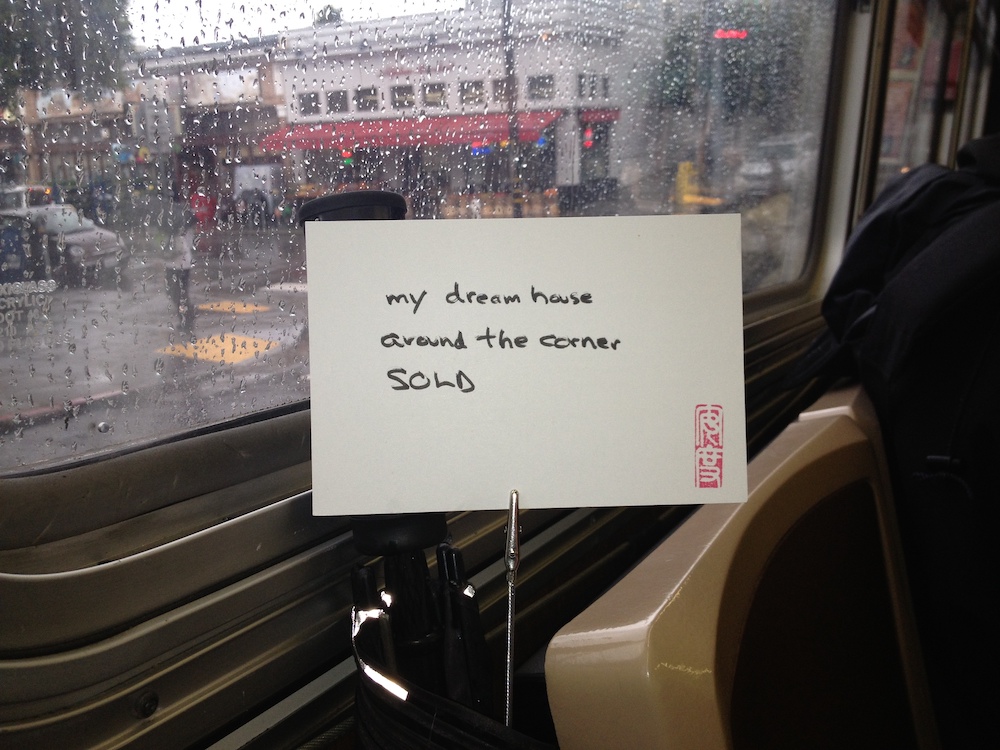 my dream house
around the corner
SOLD